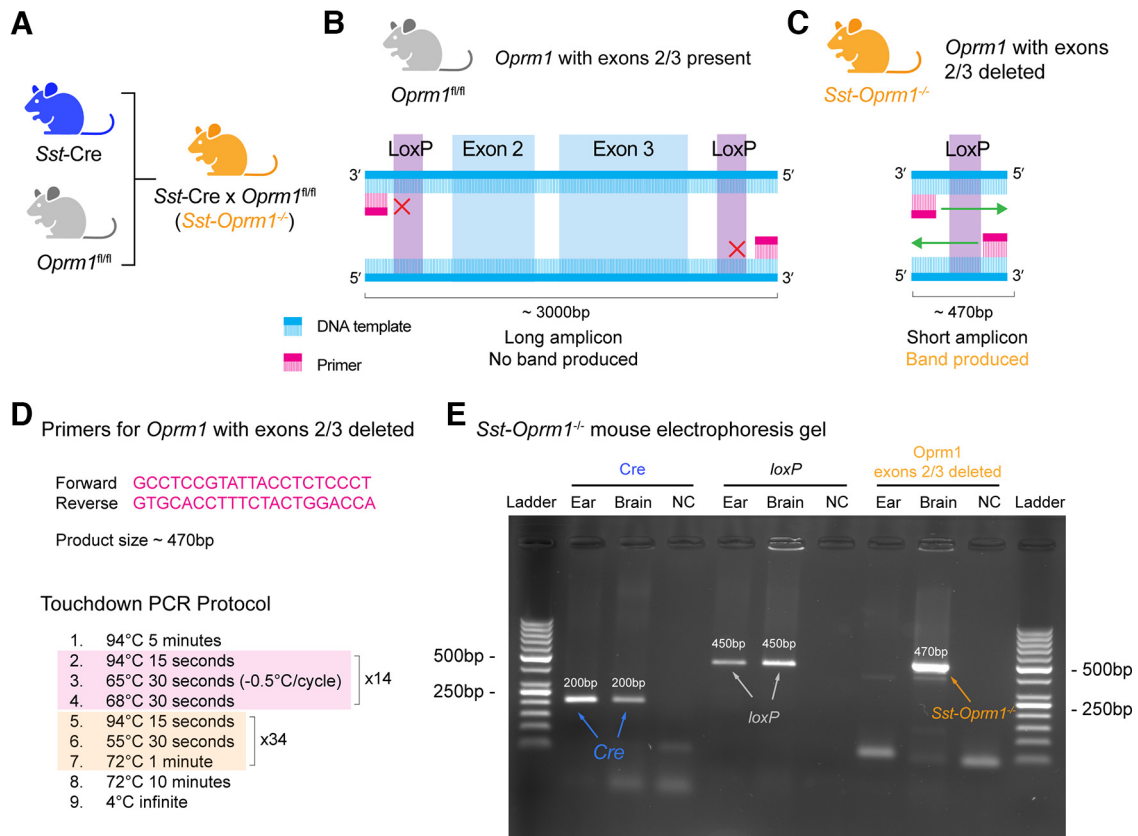 A
Sst-Cre
Oprm1fl/fl
Sst-Cre x Oprm1fl/fl
(Sst-Oprm1-/-)
B
Oprm1 with exons 2/3 present
Oprm1fl/fl
LoxP
Exon 2
Exon 3
LoxP
3′
5′
5′
3′
~ 3000bp
Long amplicon
No band produced
DNA template
Primer
C
Oprm1 with exons
2/3 deleted
Sst-Oprm1-/-
LoxP
3′
5′
5′
3′
~ 470bp
Short amplicon
Band produced
D
Primers for Oprm1 with exons 2/3 deleted
Forward GCCTCCGTATTACCTCTCCCT
Reverse GTGCACCTTTCTACTGGACCA
Product size ~ 470bp
Touchdown PCR Protocol
1. 94°C 5 minutes
2. 94°C 15 seconds
3. 65°C 30 seconds (-0.5°C/cycle)
4. 68°C 30 seconds
x14
5. 94°C 15 seconds
6. 55°C 30 seconds
7. 72°C 1 minute
x34
8. 72°C 10 minutes
9. 4°C infinite
E
Sst-Oprm1-/- mouse electrophoresis gel
Cre
loxP
Oprm1
exons 2/3 deleted
Ladder Ear Brain NC Ear Brain NC Ear Brain NC Ladder
500bp -
250bp -
200bp 200bp
Cre
450bp 450bp
loxP
470bp
Sst-Oprm1-/-
- 500bp
- 250bp